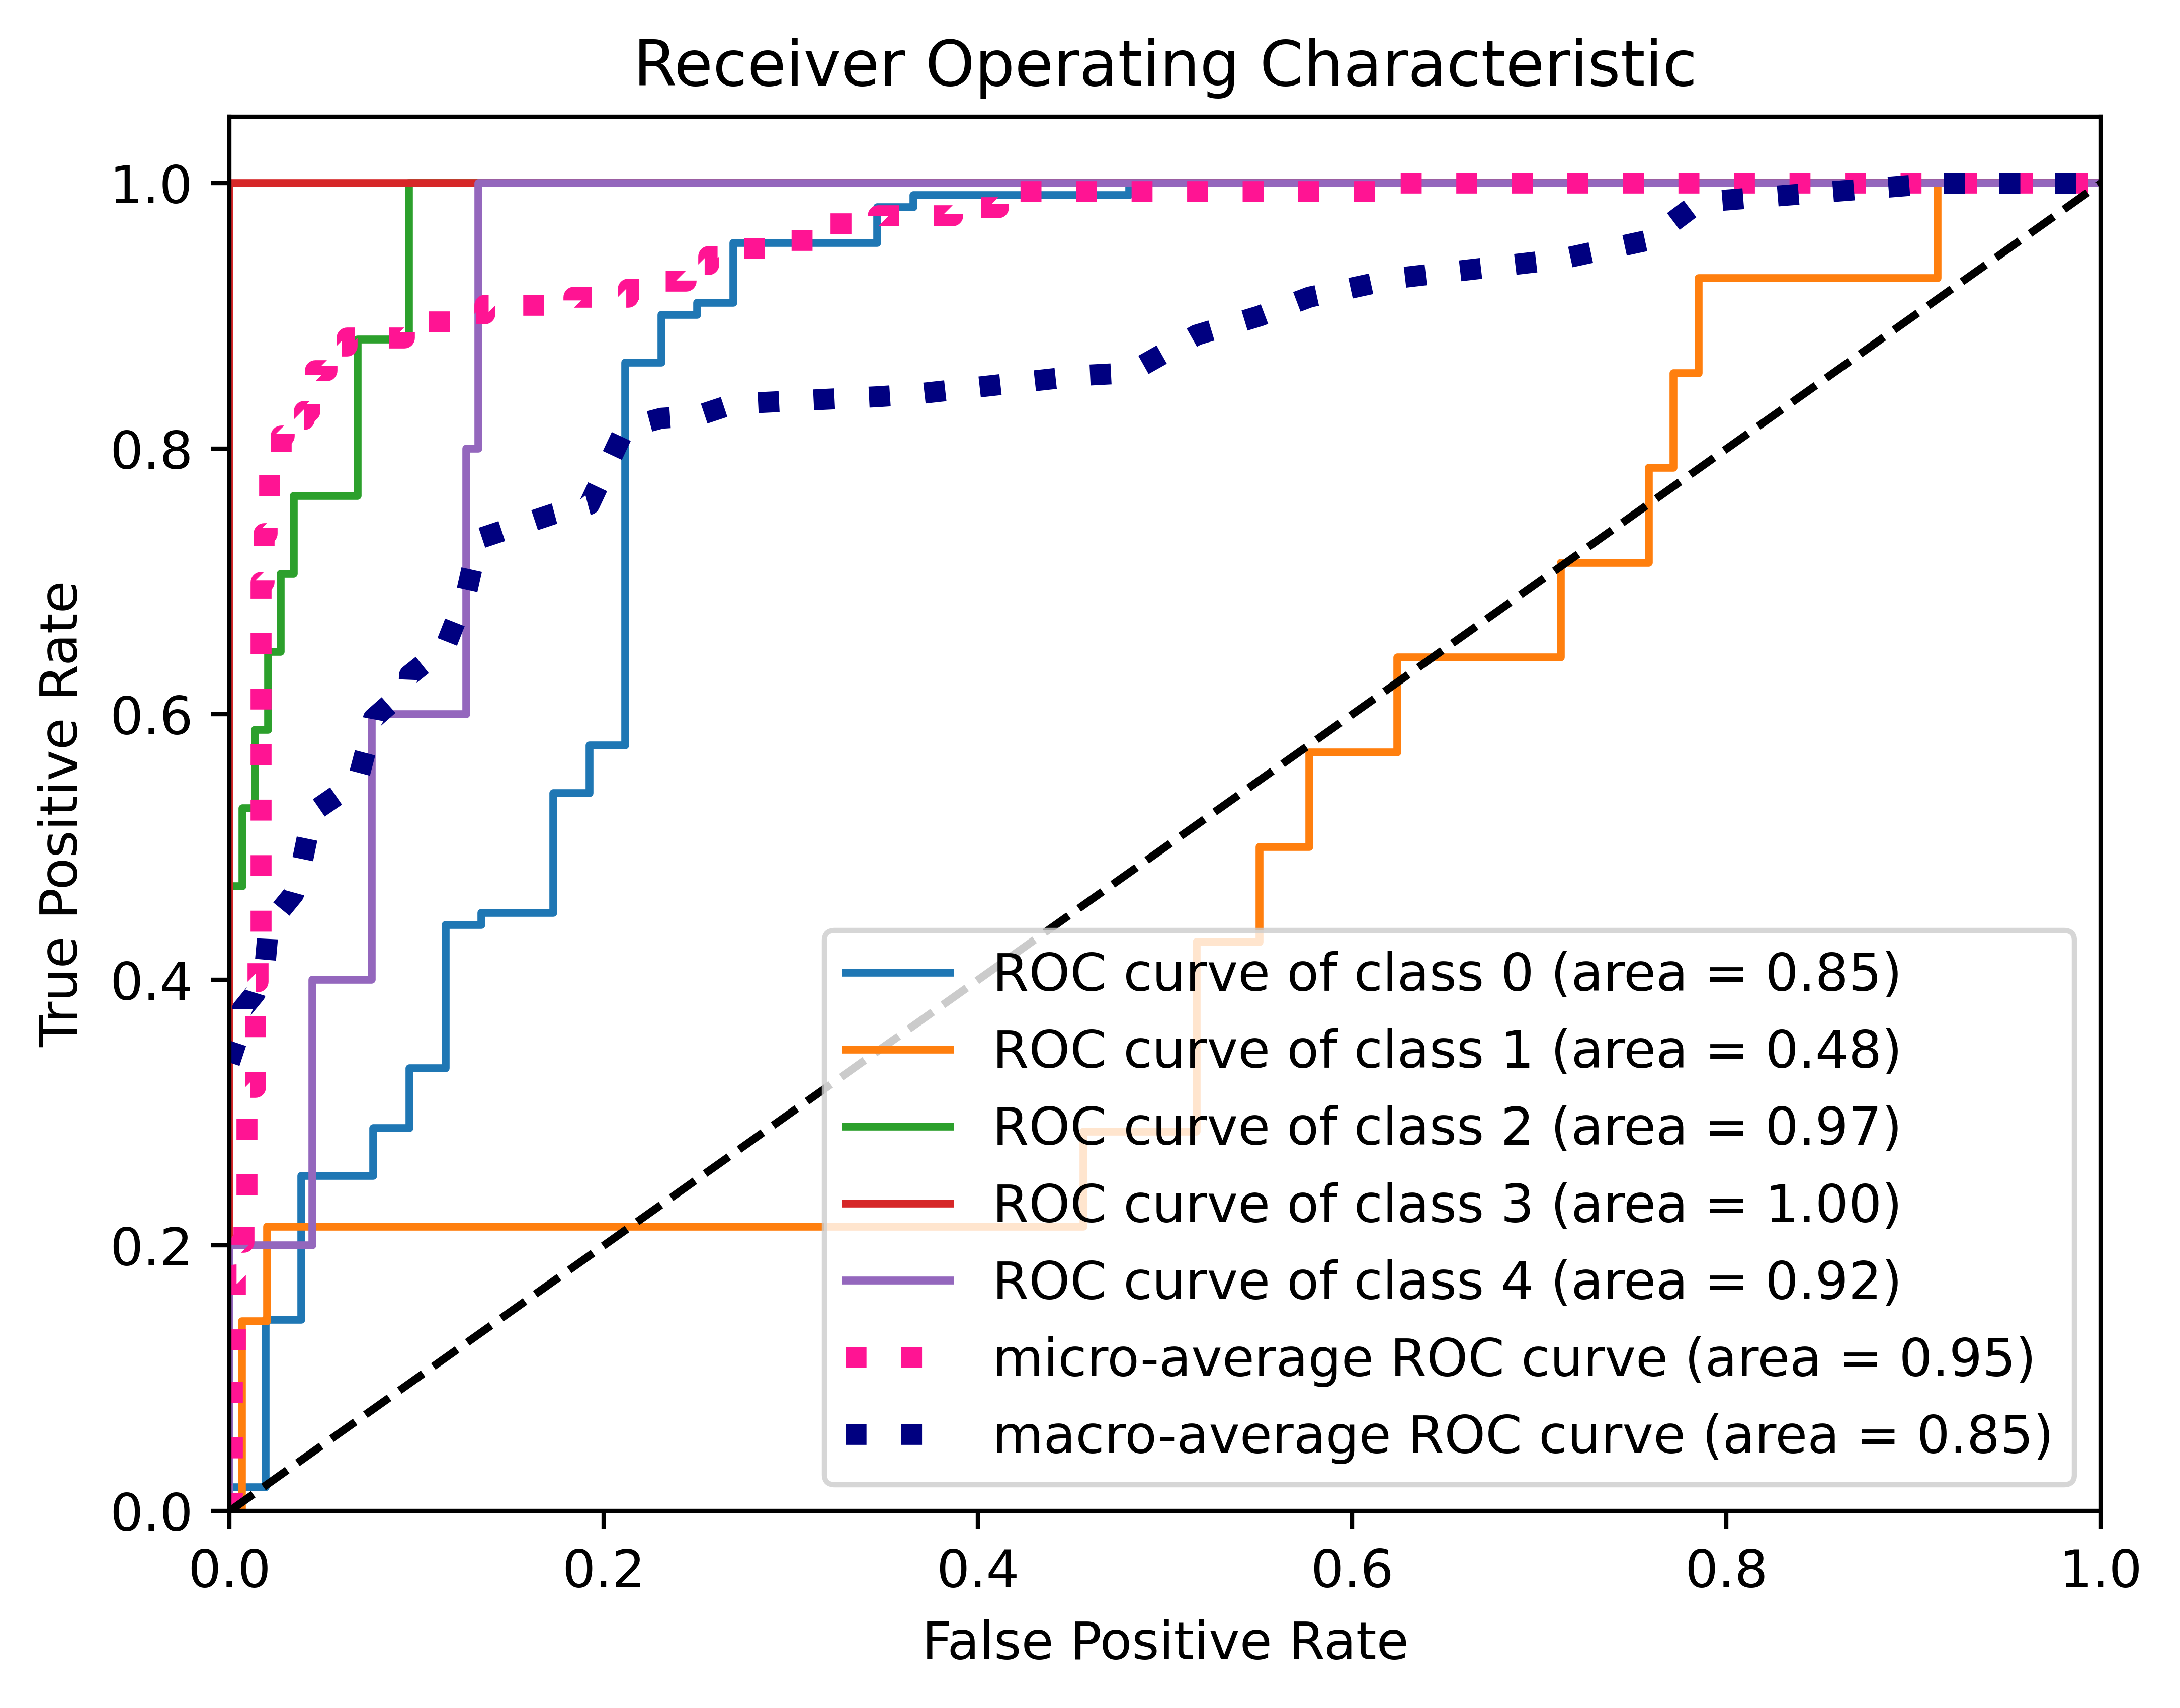 Receiver Operating Characteristic
1.0
0.8
0.6
0.4
0.2
0.0
True Positive Rate
ROC curve of class 0 (area = 0.85)
ROC curve of class 1 (area = 0.48)
ROC curve of class 2 (area = 0.97)
ROC curve of class 3 (area = 1.00)
ROC curve of class 4 (area = 0.92)
micro-average ROC curve (area = 0.95)
macro-average ROC curve (area = 0.85)
0.0 0.2 0.4 0.6 0.8 1.0
False Positive Rate